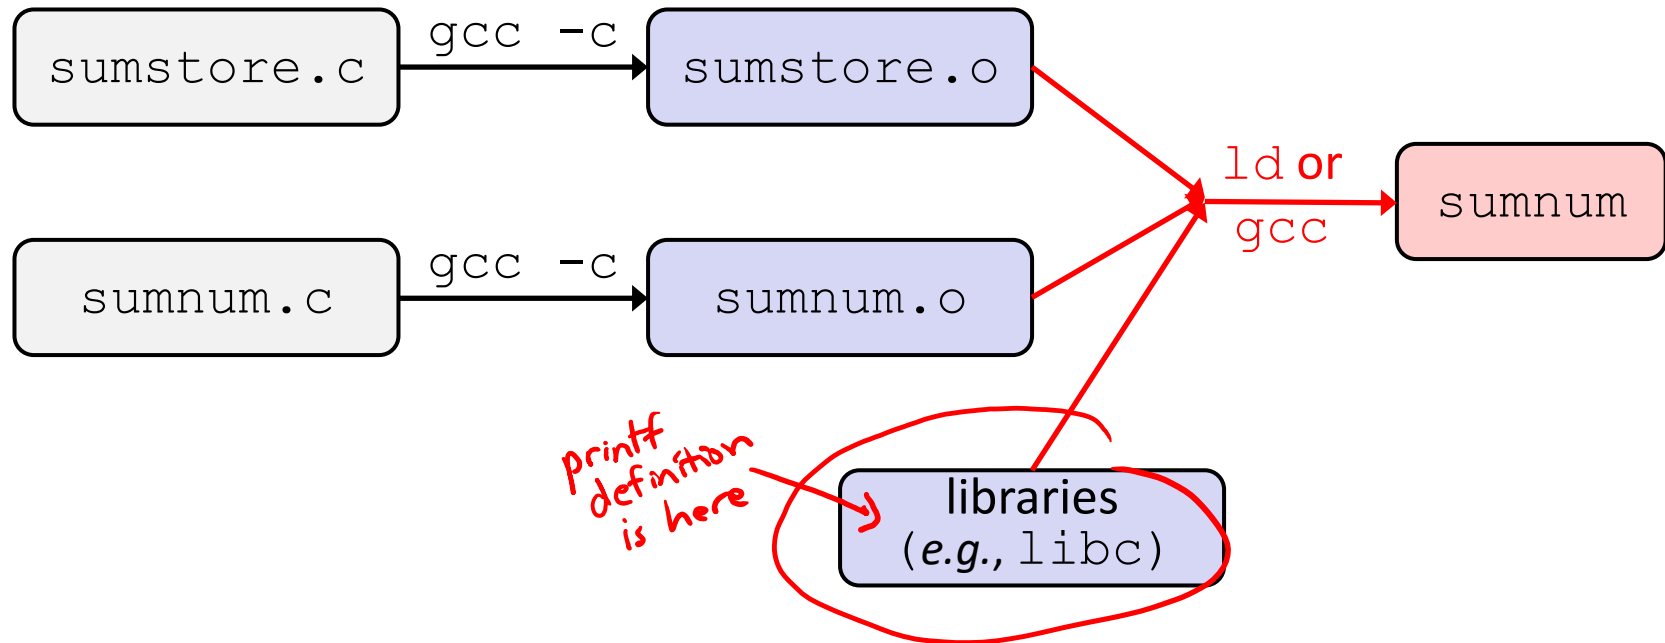 sumstore.c
gcc -c
sumstore.o
ld or
gcc
sumnum
sumnum.c
gcc -c
sumnum.o
printf
definition
is here
libraries
(e.g., libc)